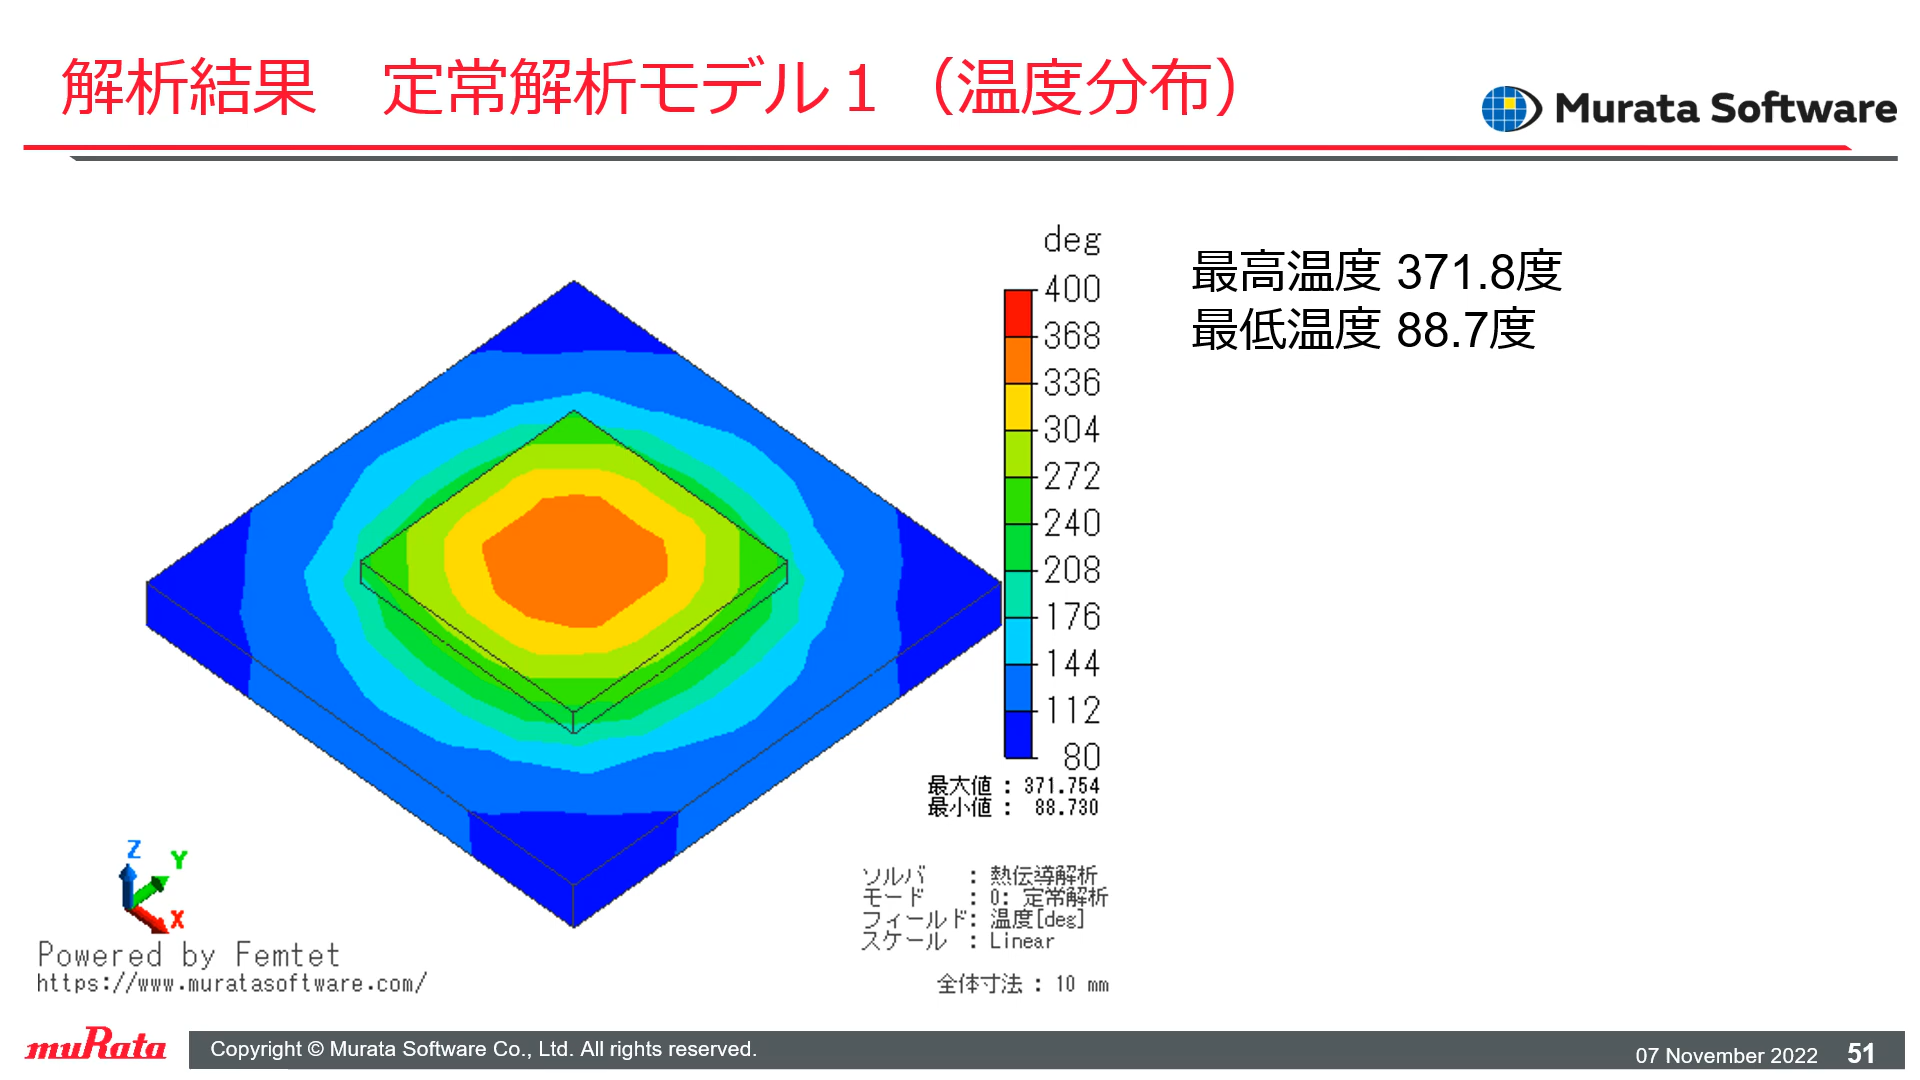 解析結果　定常解析モデル１（温度分布）
Murata Software
deg
400
368
336
304
272
240
208
176
144
112
80
最大値 : 371.754
最小値 : 88.730
最高温度 371.8度
最低温度 88.7度
Z
Y
X
ソルバ : 熱伝導解析
モード : 0: 定常解析
フィールド: 温度[deg]
スケール : Linear
全体寸法 : 10 mm
Powered by Femtet
https://www.muratasoftware.com/
muRata
Copyright © Murata Software Co., Ltd. All rights reserved.
07 November 2022
51